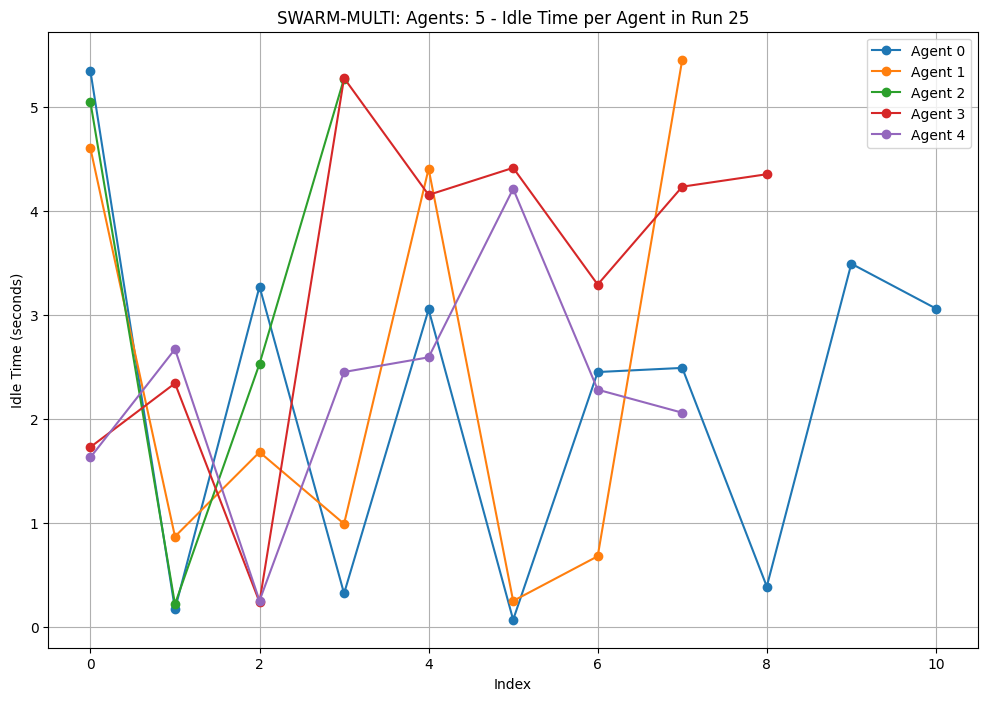 SWARM-MULTI: Agents: 5 - Idle Time per Agent in Run 25
Agent 0
Agent 1
Agent 2
Agent 3
Agent 4
Idle Time (seconds)
5
4
3
2
1
0
0 2 4 6 8 10
Index